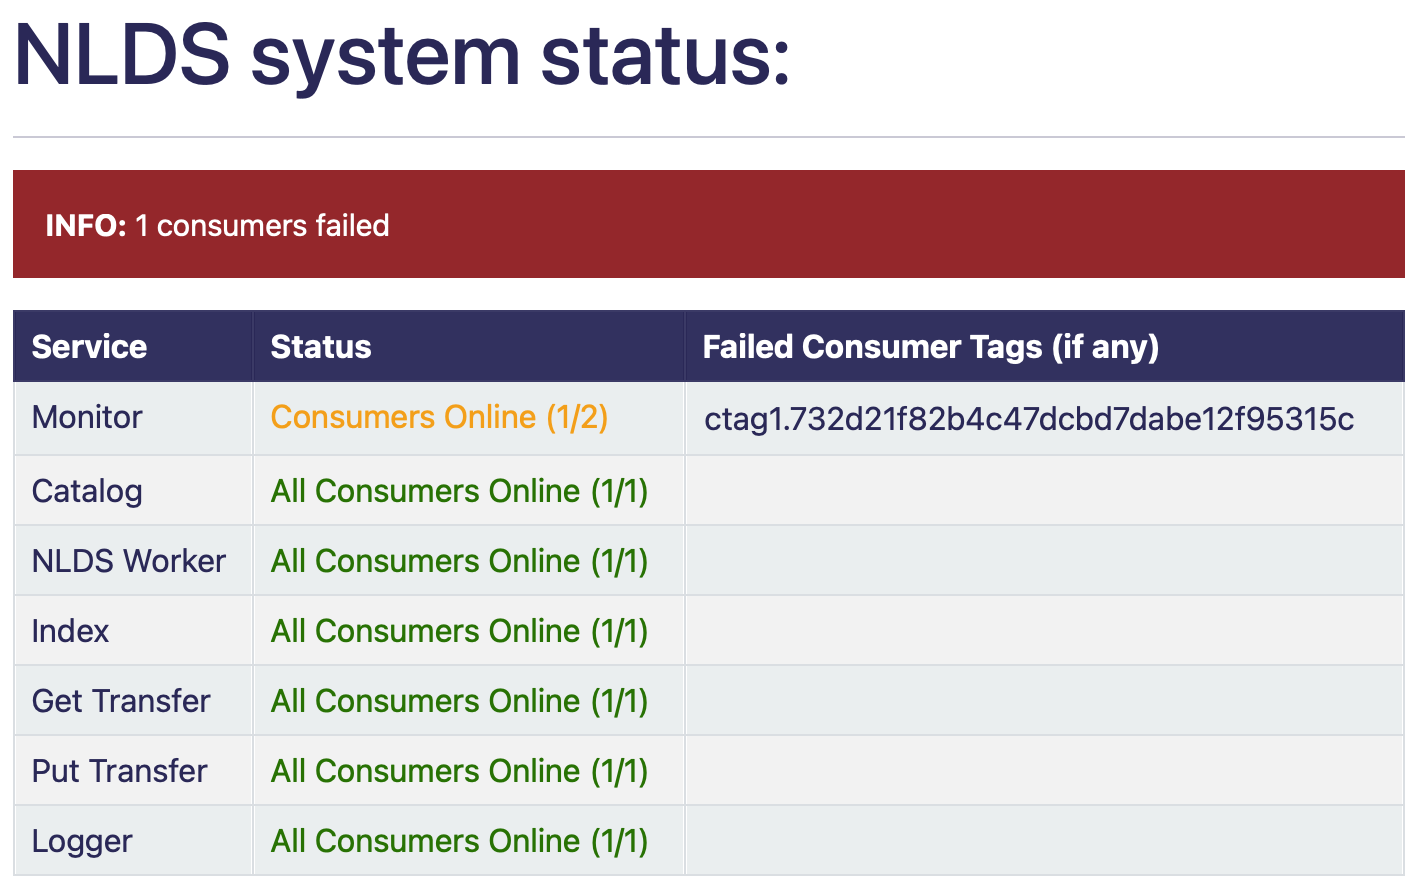 NLDS system status:
INFO: 1 consumers failed
Service Status Failed Consumer Tags (if any)
Monitor Consumers Online (1/2) ctag1.732d21f82b4c47dcbd7dabe12f95315c
Catalog All Consumers Online (1/1)
NLDS Worker All Consumers Online (1/1)
Index All Consumers Online (1/1)
Get Transfer All Consumers Online (1/1)
Put Transfer All Consumers Online (1/1)
Logger All Consumers Online (1/1)